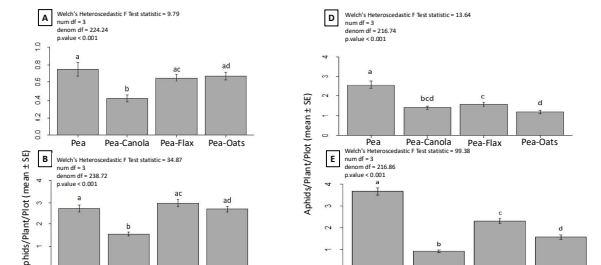 A
Welch's Heteroscedastic F Test statistic = 9.79
num df = 3
denom df = 224.24
p.value < 0.001
1.0
0.8
0.6
0.4
0.2
0.0
a
b
ac
ad
Pea
Pea-Canola
Pea-Flax
Pea-Oats
B
Welch's Heteroscedastic F Test statistic = 34.87
num df = 3
denom df = 238.72
p.value < 0.001
phids/Plant/Plot (mean ± SE)
4
3
2
1
a
b
ac
ad
D
Welch's Heteroscedastic F Test statistic = 13.64
num df = 3
denom df = 216.74
p.value < 0.001
4
3
2
1
0
a
bcd
c
d
Pea
Pea-Canola
Pea-Flax
Pea-Oats
E
Welch's Heteroscedastic F Test statistic = 99.38
num df = 3
denom df = 216.86
p.value < 0.001
Aphids/Plant/Plot (mean ± SE)
4
3
2
1
a
b
c
d